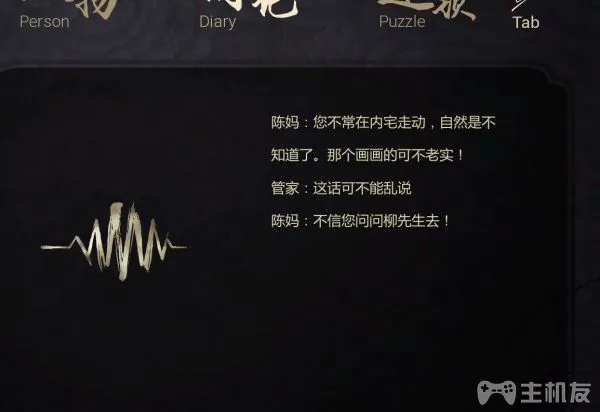 Person
Diary
Puzzle
Tab
陈妈：您不常在内宅走动，自然是不
知道了。那个画画的可不老实！
管家：这话可不能乱说
陈妈：不信您问问柳先生去！
主机友